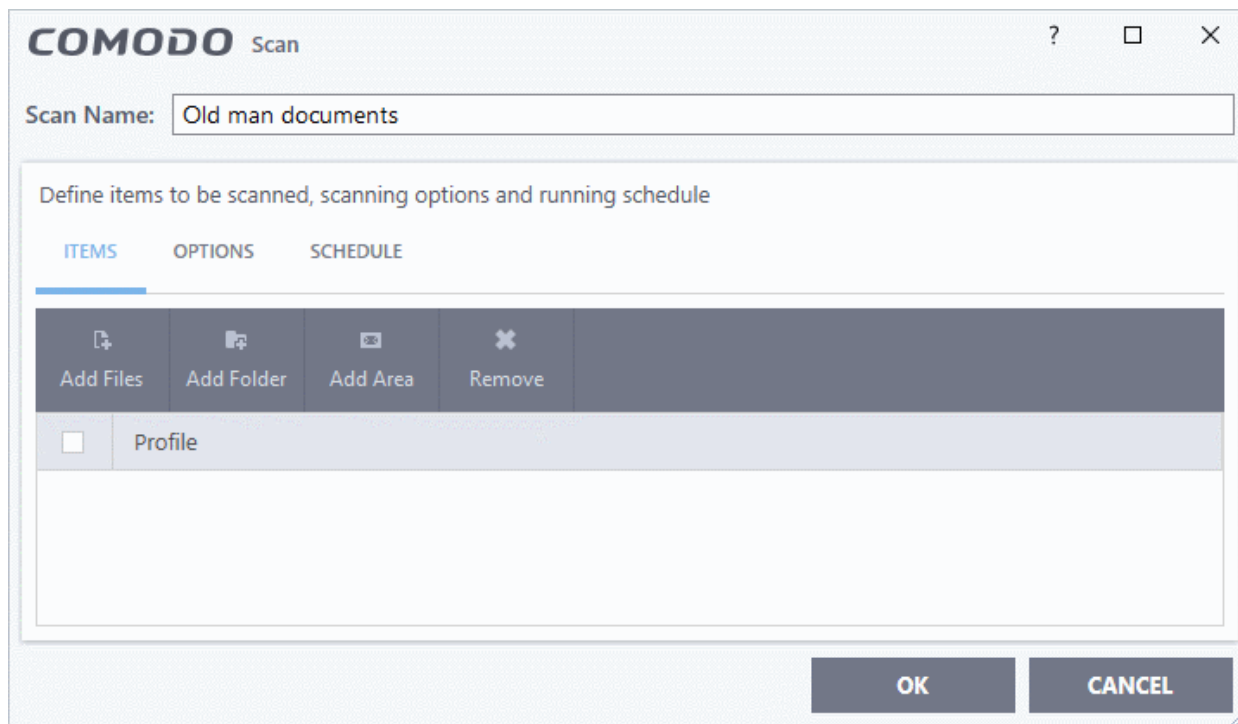 COMODO Scan ?
Scan Name: Old man documents
Define items to be scanned, scanning options and running schedule
ITEMS OPTIONS SCHEDULE
Add Files Add Folder Add Area Remove
Profile
OK CANCEL